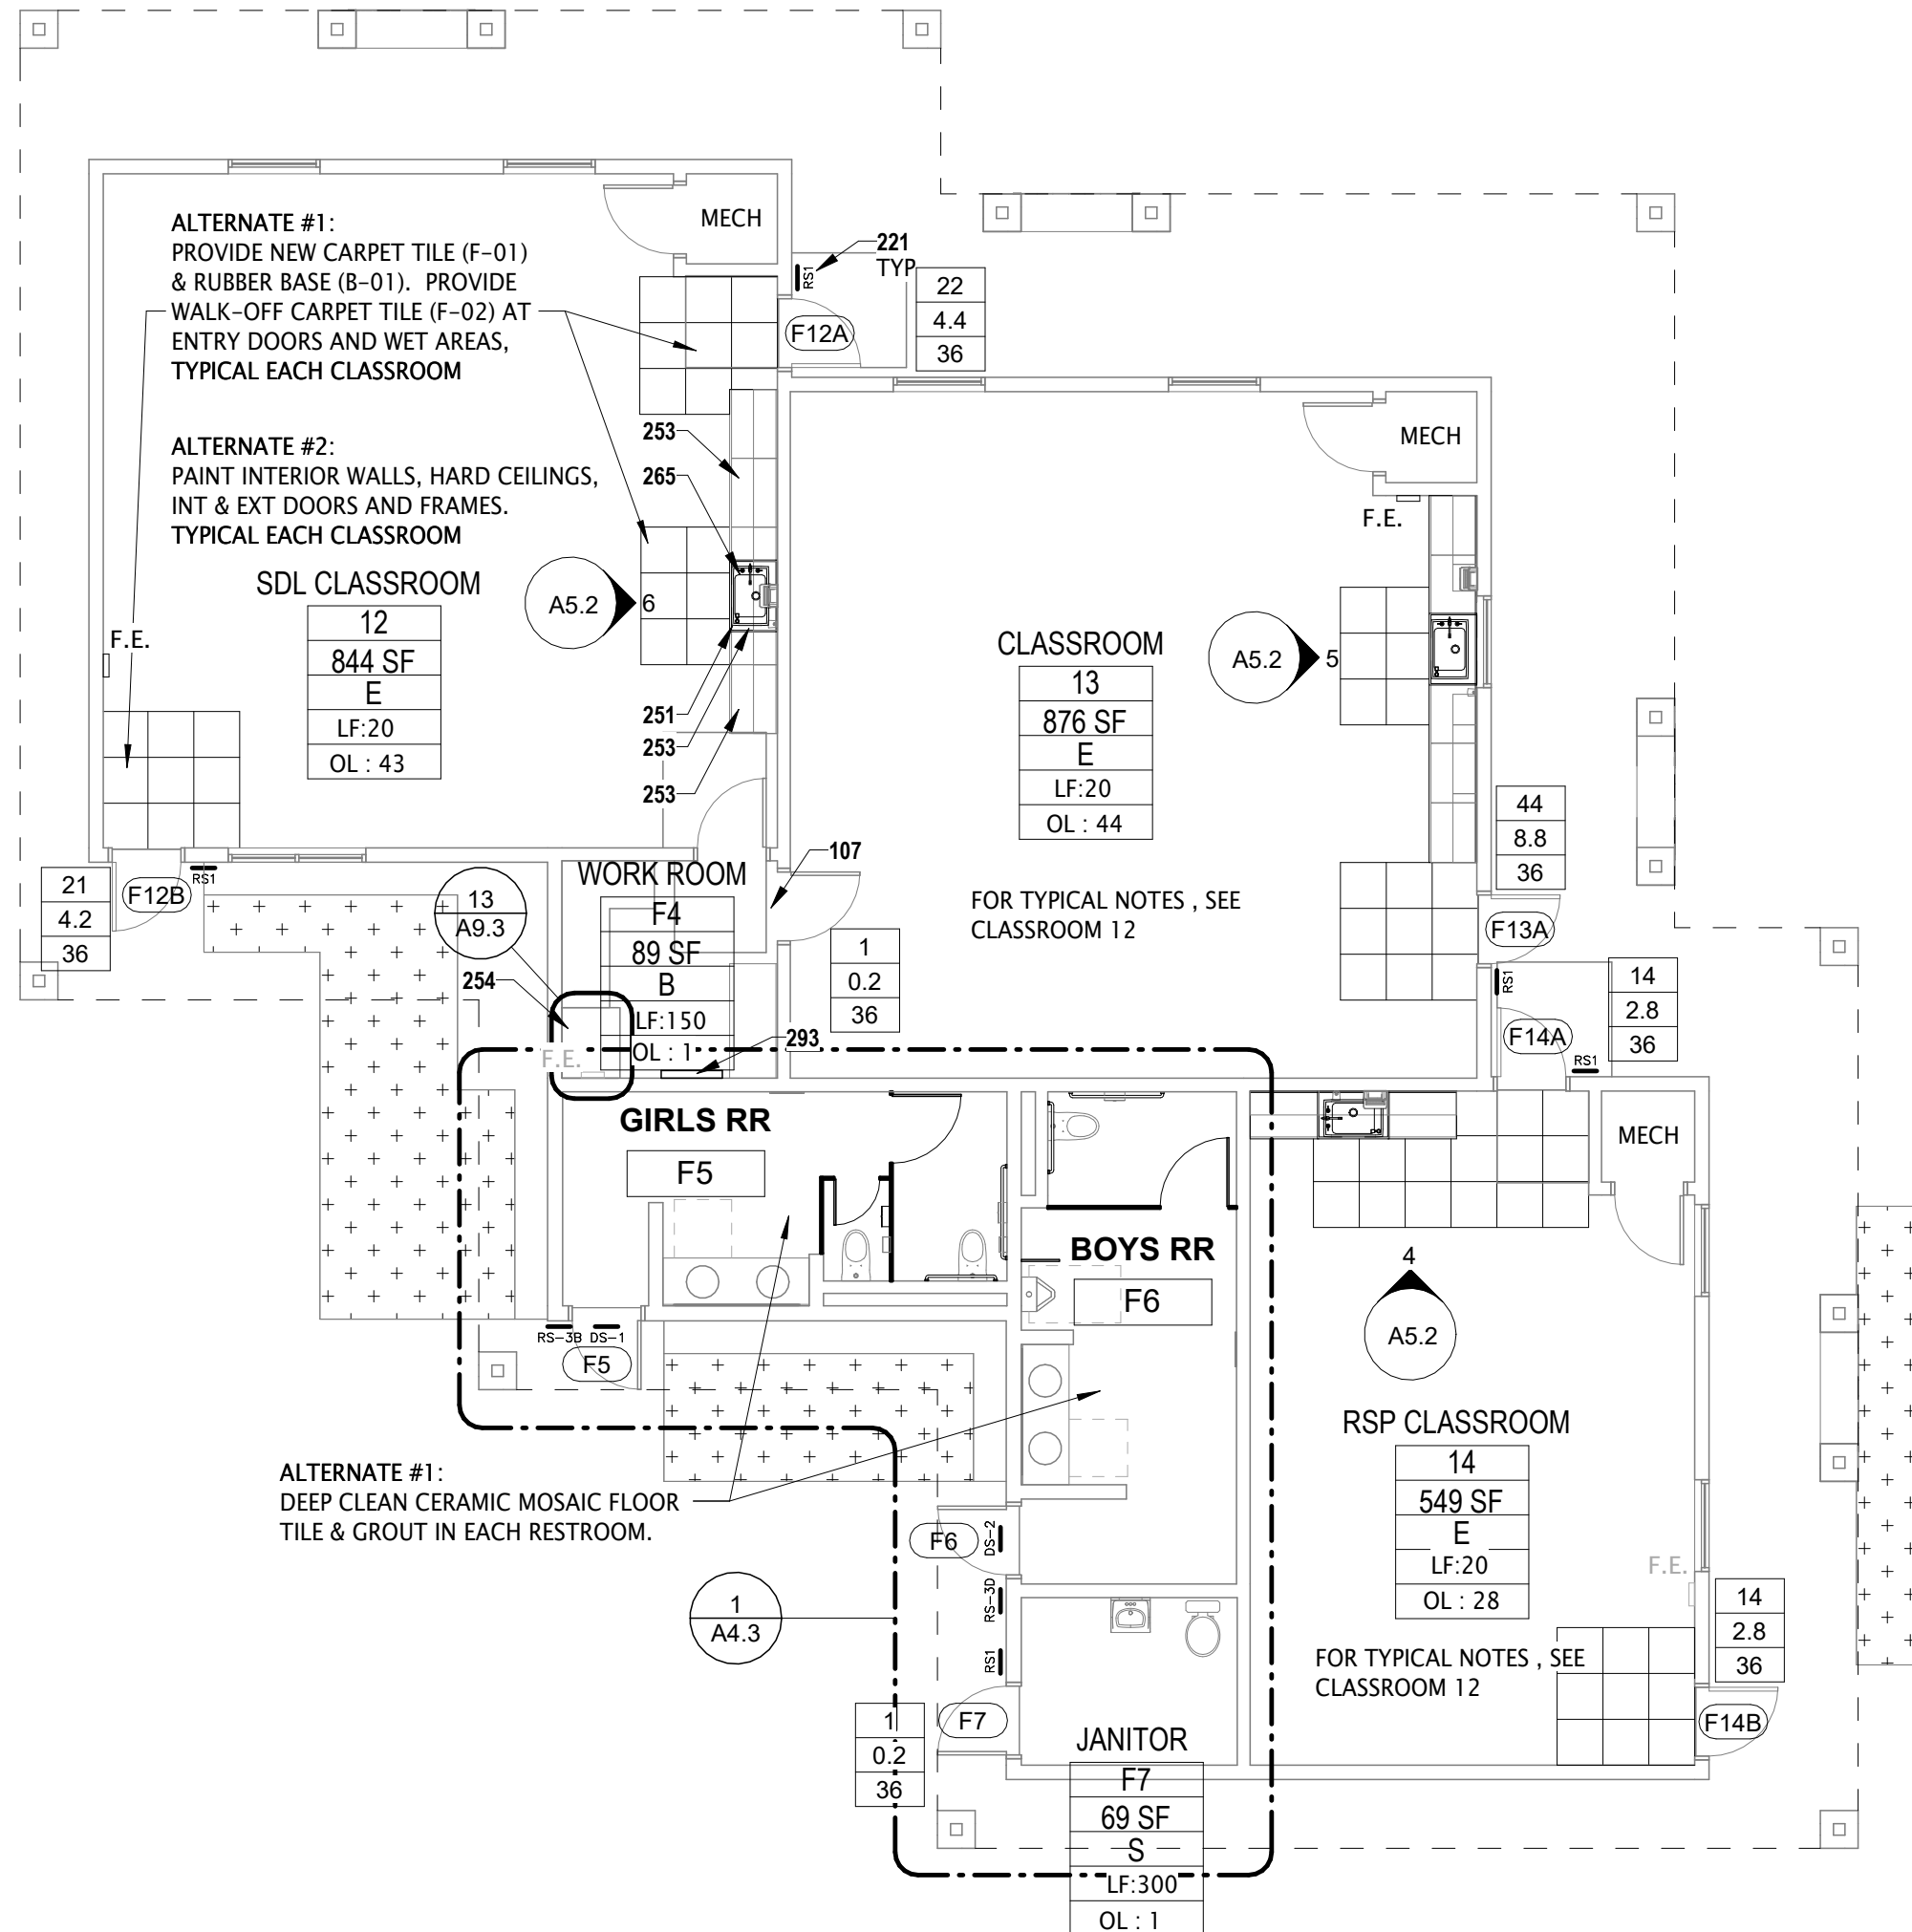 ALTERNATE #1:
PROVIDE NEW CARPET TILE (F-01)
& RUBBER BASE (B-01).  PROVIDE
WALK-OFF CARPET TILE (F-02) AT
ENTRY DOORS AND WET AREAS,
TYPICAL EACH CLASSROOM
MECH
221
TYP
RS1
F12A
22
4.4
36
ALTERNATE #2:
PAINT INTERIOR WALLS, HARD CEILINGS,
INT & EXT DOORS AND FRAMES.
TYPICAL EACH CLASSROOM
253
265
MECH
F.E.
SDL CLASSROOM
12
844 SF
E
LF:20
OL : 43
F.E.
A5.2
6
251
253
253
CLASSROOM
13
876 SF
E
LF:20
OL : 44
A5.2
5
44
8.8
36
F13A
FOR TYPICAL NOTES , SEE
CLASSROOM 12
21
4.2
36
F12B
RS1
13
A9.3
254
WORK ROOM
F4
89 SF
B
LF:150
OL : 1
107
1
0.2
36
293
F.E.
RS1
F14A
RS1
14
2.8
36
GIRLS RR
F5
BOYS RR
F6
MECH
4
A5.2
RS-3B
DS-1
F5
RSP CLASSROOM
14
549 SF
E
LF:20
OL : 28
F.E.
ALTERNATE #1:
DEEP CLEAN CERAMIC MOSAIC FLOOR
TILE & GROUT IN EACH RESTROOM.
F6
DS-2
RS-3D
RS1
1
A4.3
FOR TYPICAL NOTES , SEE
CLASSROOM 12
14
2.8
36
F14B
1
0.2
36
F7
JANITOR
F7
69 SF
S
LF:300
OL : 1